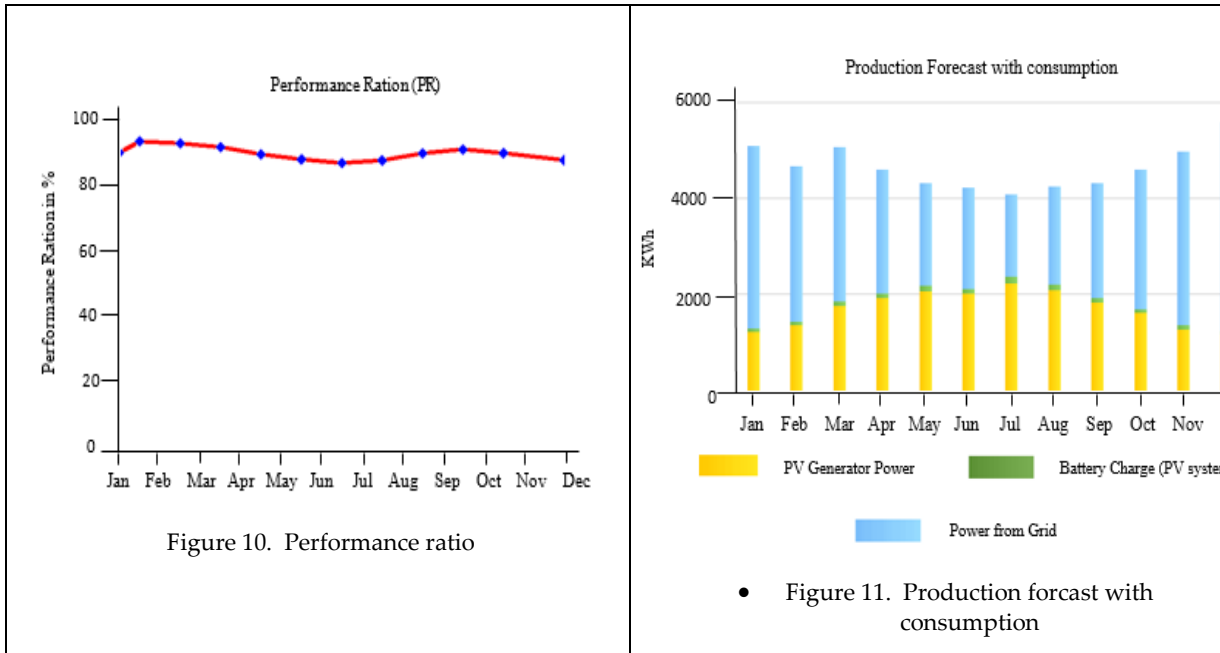 Performance Ration (PR)
Performance Ration in %
100
80
60
40
20
0
Jan Feb Mar Apr May Jun Jul Aug Sep Oct Nov Dec
Figure 10. Performance ratio
Production Forecast with consumption
KWh
6000
4000
2000
0
Jan Feb Mar Apr May Jun Jul Aug Sep Oct Nov
PV Generator Power
Battery Charge (PV system
Power from Grid
• Figure 11. Production forcast with
consumption